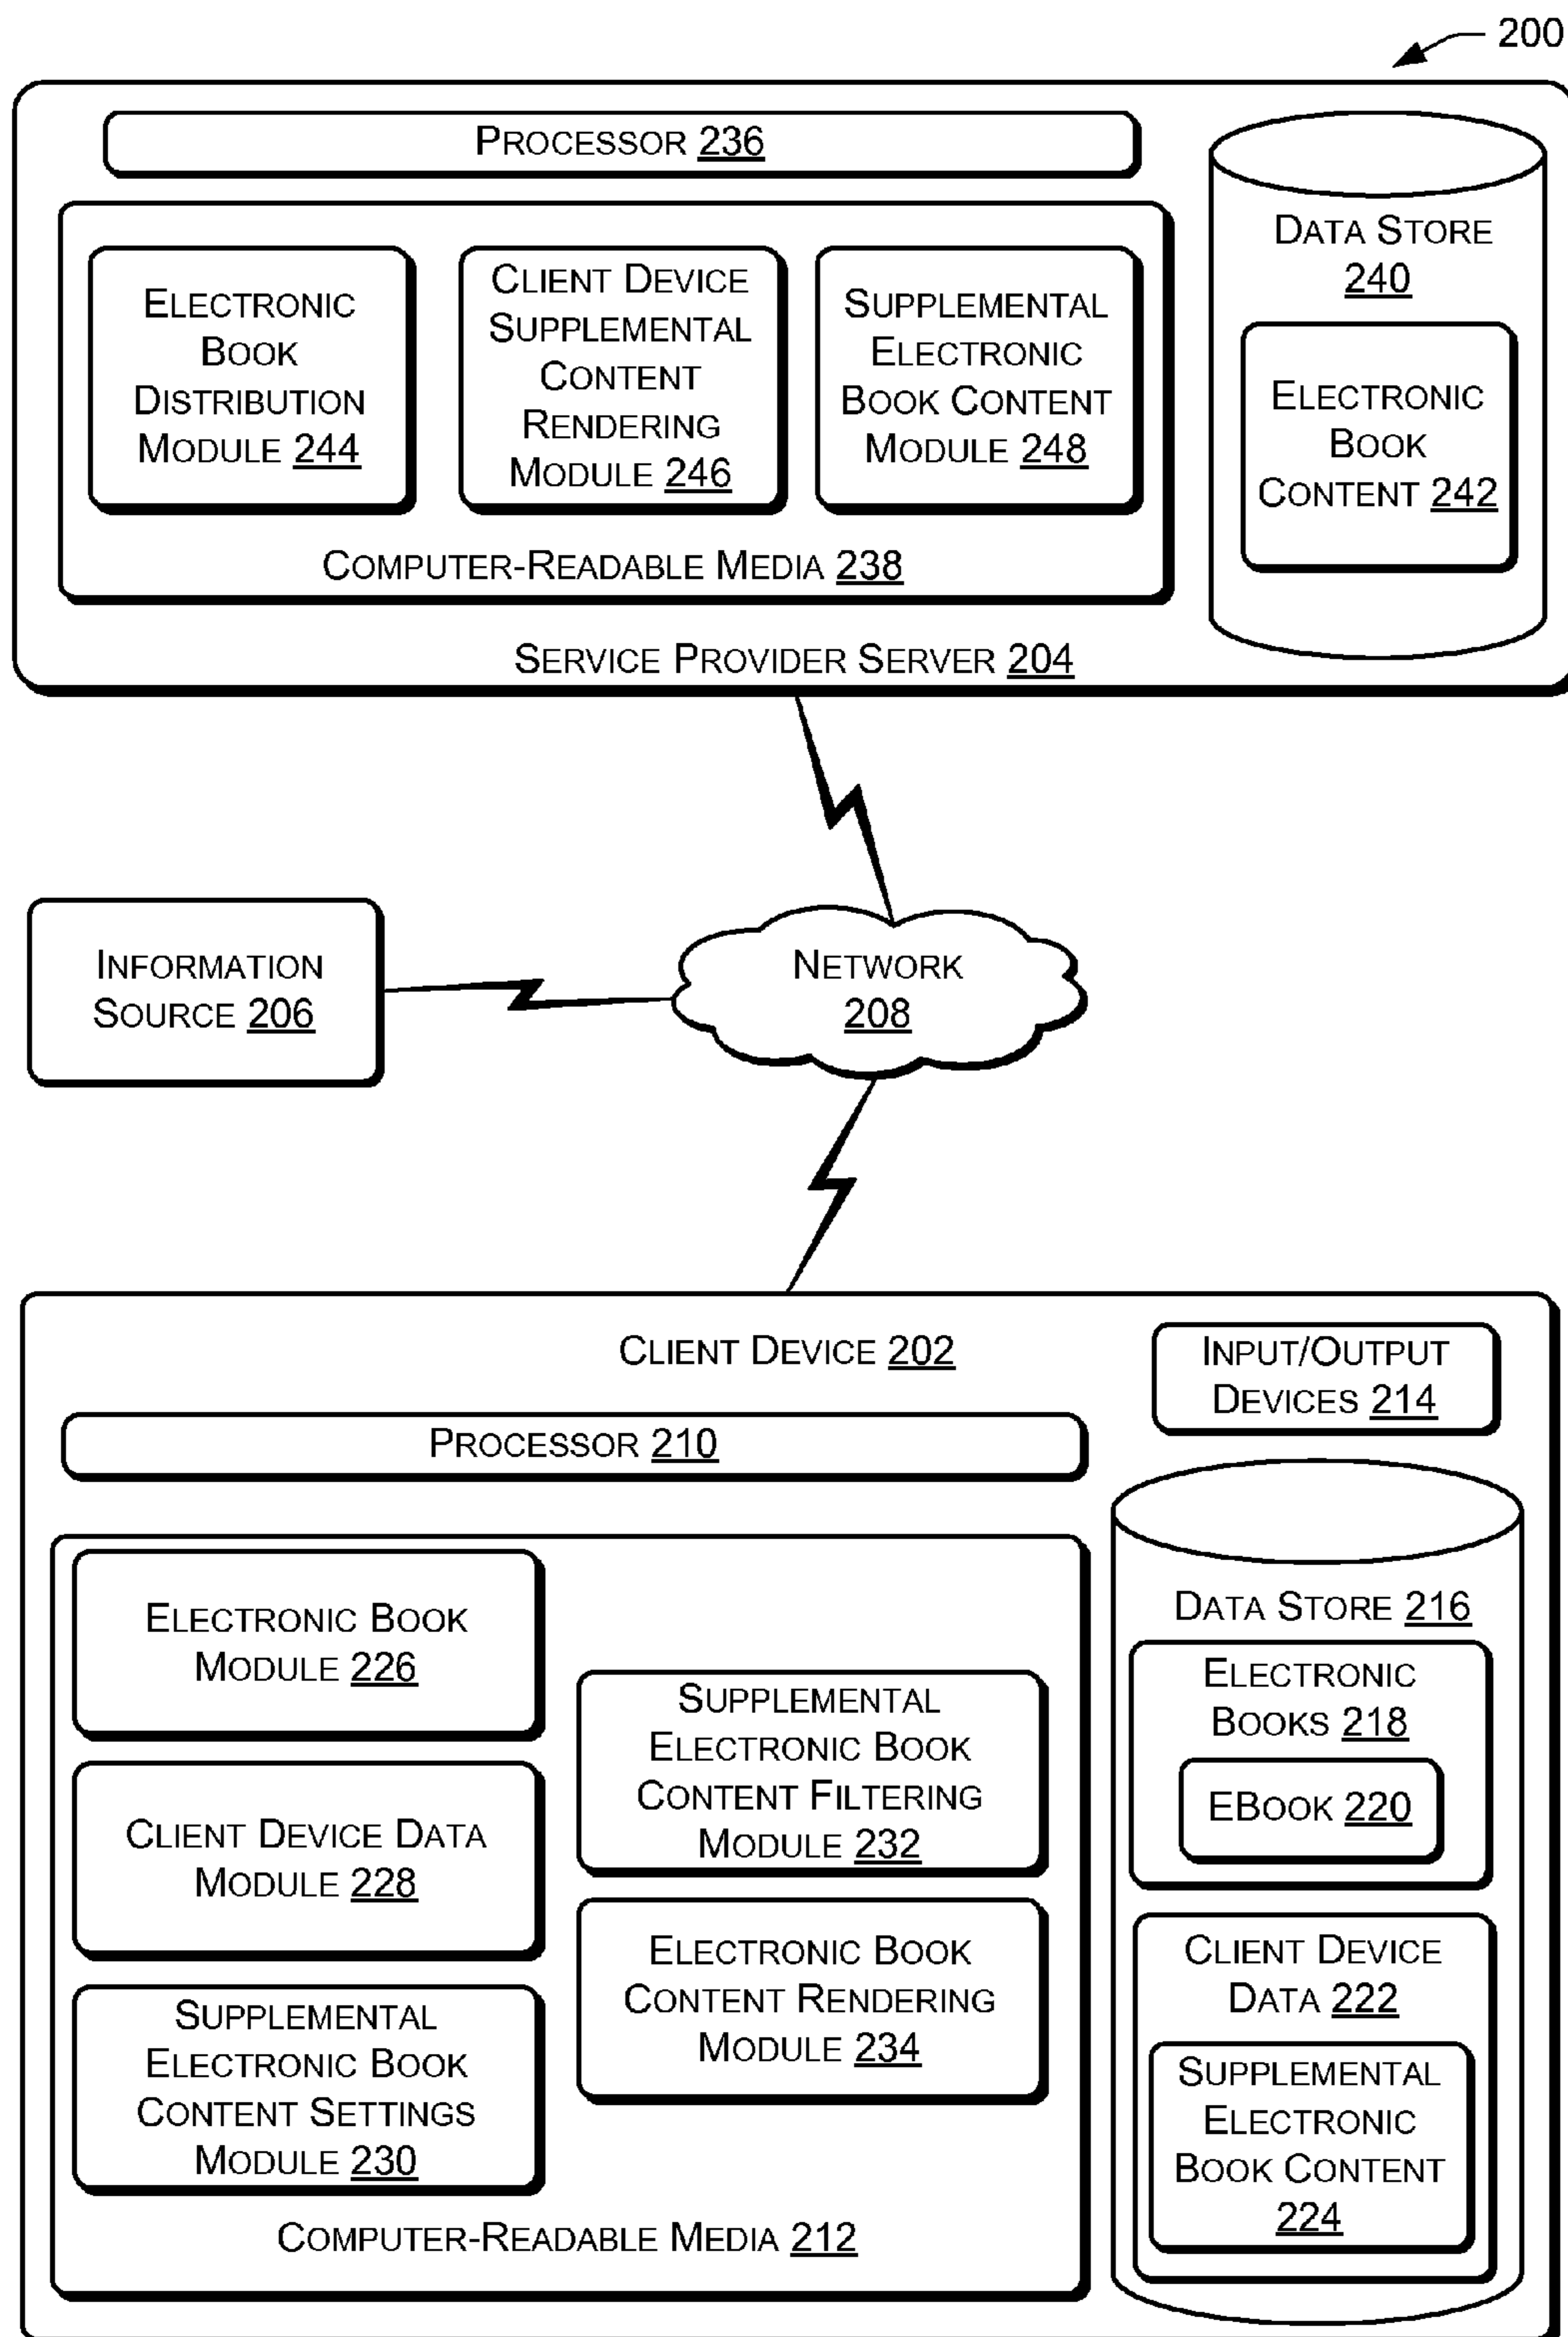 200
PROCESSOR 236
ELECTRONIC
BOOK
DISTRIBUTION
MODULE 244
CLIENT DEVICE
SUPPLEMENTAL
CONTENT
RENDERING
MODULE 246
SUPPLEMENTAL
ELECTRONIC
BOOK CONTENT
MODULE 248
COMPUTER-READABLE MEDIA 238
DATA STORE
240
ELECTRONIC
BOOK
CONTENT 242
SERVICE PROVIDER SERVER 204
INFORMATION
SOURCE 206
NETWORK
208
CLIENT DEVICE 202
INPUT/OUTPUT
DEVICES 214
PROCESSOR 210
ELECTRONIC BOOK
MODULE 226
CLIENT DEVICE DATA
MODULE 228
SUPPLEMENTAL
ELECTRONIC BOOK
CONTENT SETTINGS
MODULE 230
SUPPLEMENTAL
ELECTRONIC BOOK
CONTENT FILTERING
MODULE 232
ELECTRONIC BOOK
CONTENT RENDERING
MODULE 234
COMPUTER-READABLE MEDIA 212
DATA STORE 216
ELECTRONIC
BOOKS 218
EBOOK 220
CLIENT DEVICE
DATA 222
SUPPLEMENTAL
ELECTRONIC
BOOK CONTENT
224